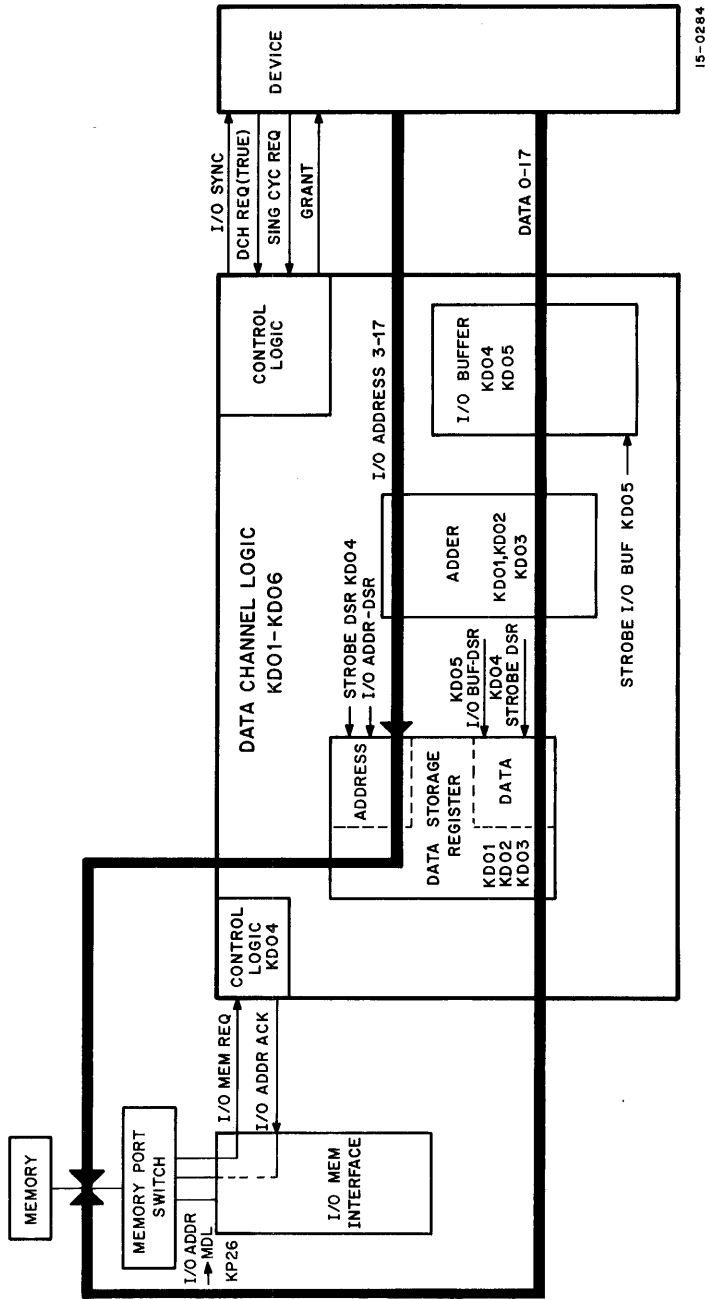 MEMORY
MEMORY PORT
SWITCH
I/O ADDR
→MDL
KP26
I/O MEM
INTERFACE
I/O MEM REQ
I/O ADDR ACK
CONTROL
LOGIC
KD04
DATA CHANNEL LOGIC
KD01-KD06
ADDRESS
DATA STORAGE
REGISTER
DATA
KD01
KD02
KD03
STROBE DSR KD04
I/O ADDR-DSR
KD05
I/O BUF-DSR
KD04
STROBE DSR
ADDER
KD01,KD02
KD03
I/O ADDRESS 3-17
I/O BUFFER
KD04
KD05
STROBE I/O BUF KD05
CONTROL
LOGIC
I/O SYNC
DCH REQ(TRUE)
SING CYC REQ
GRANT
DATA 0-17
DEVICE
15-0284